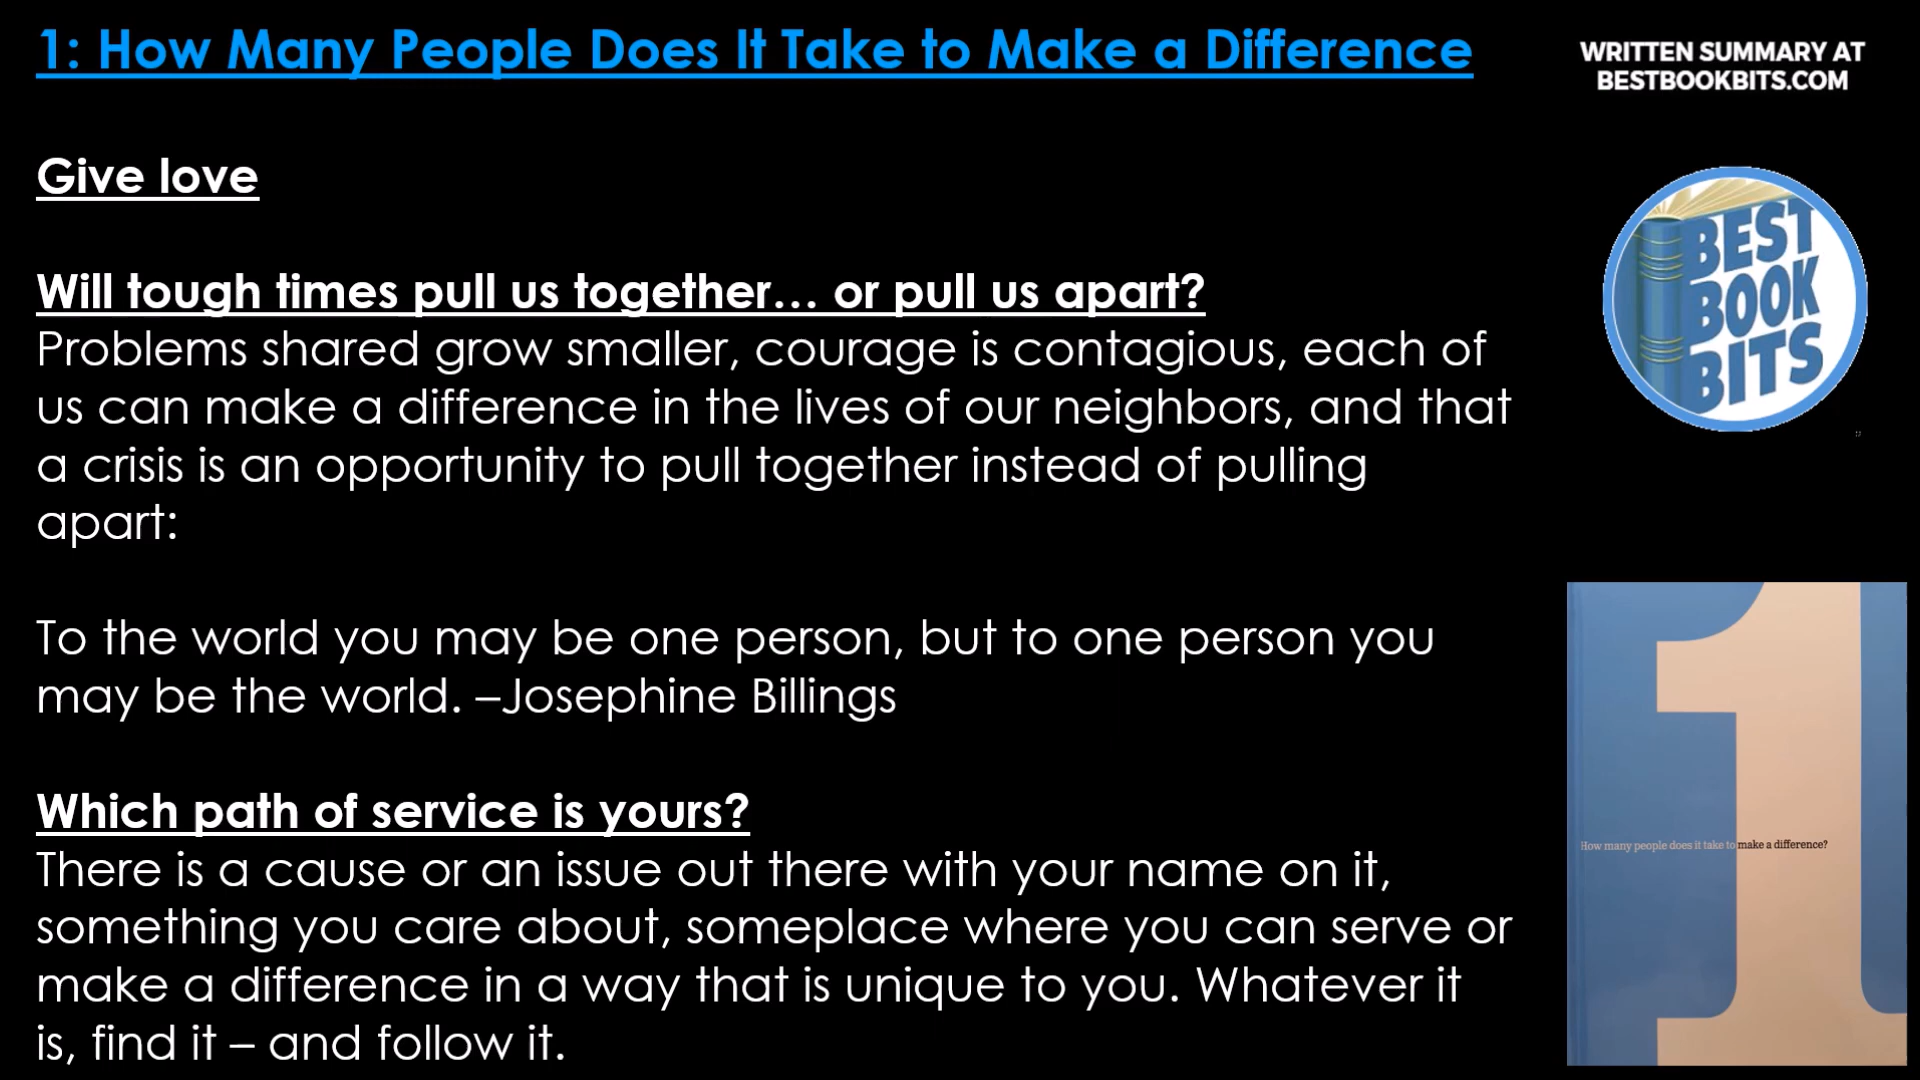 1: How Many People Does It Take to Make a Difference
WRITTEN SUMMARY AT
BESTBOOKBITS.COM
Give love
Will tough times pull us together… or pull us apart?
Problems shared grow smaller, courage is contagious, each of
us can make a difference in the lives of our neighbors, and that
a crisis is an opportunity to pull together instead of pulling
apart:
To the world you may be one person, but to one person you
may be the world. –Josephine Billings
Which path of service is yours?
There is a cause or an issue out there with your name on it,
something you care about, someplace where you can serve or
make a difference in a way that is unique to you. Whatever it
is, find it – and follow it.
BEST
BOOK
BITS
1
How many people does it take to make a difference?